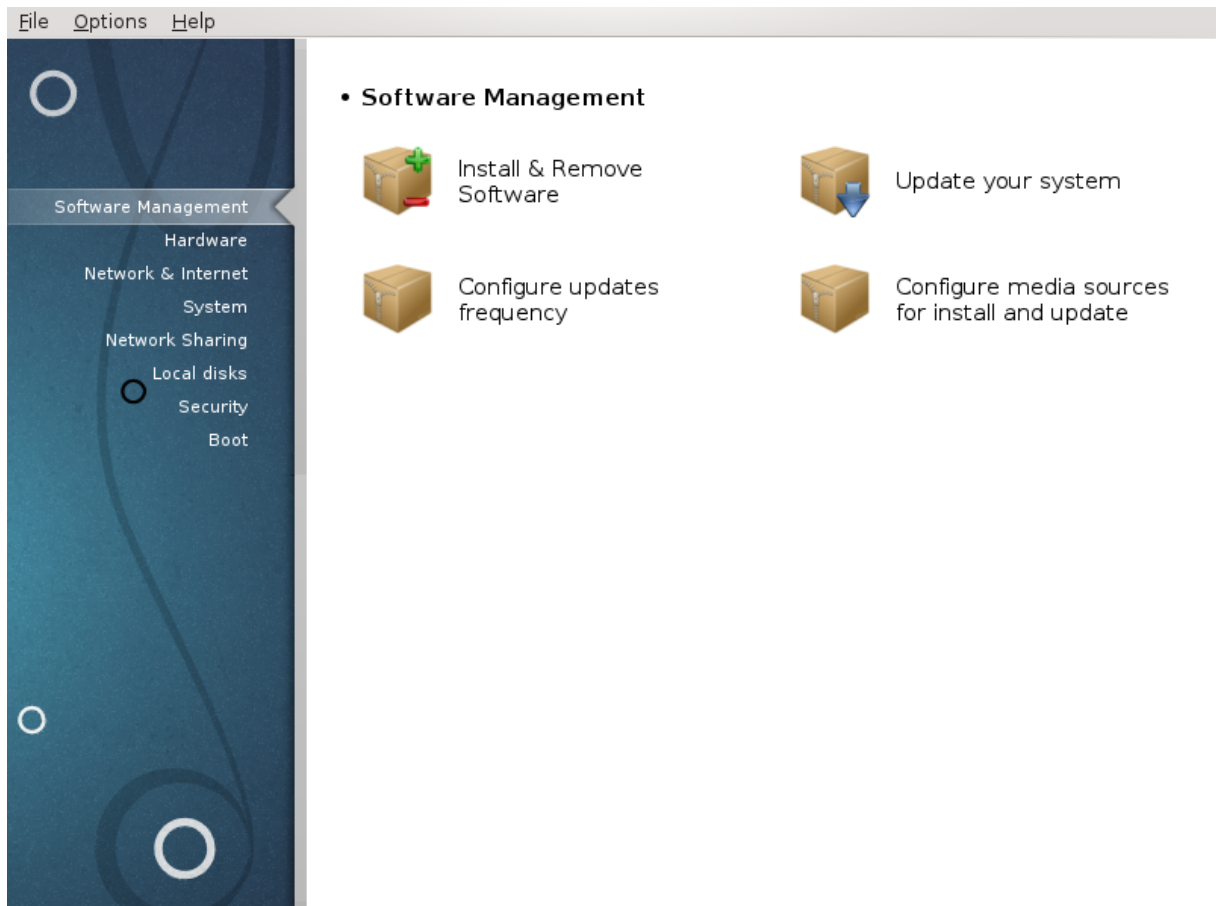 File Options Help
Software Management
Hardware
Network & Internet
System
Network Sharing
Local disks
Security
Boot
• Software Management
Install & Remove
Software
Update your system
Configure updates
frequency
Configure media sources
for install and update